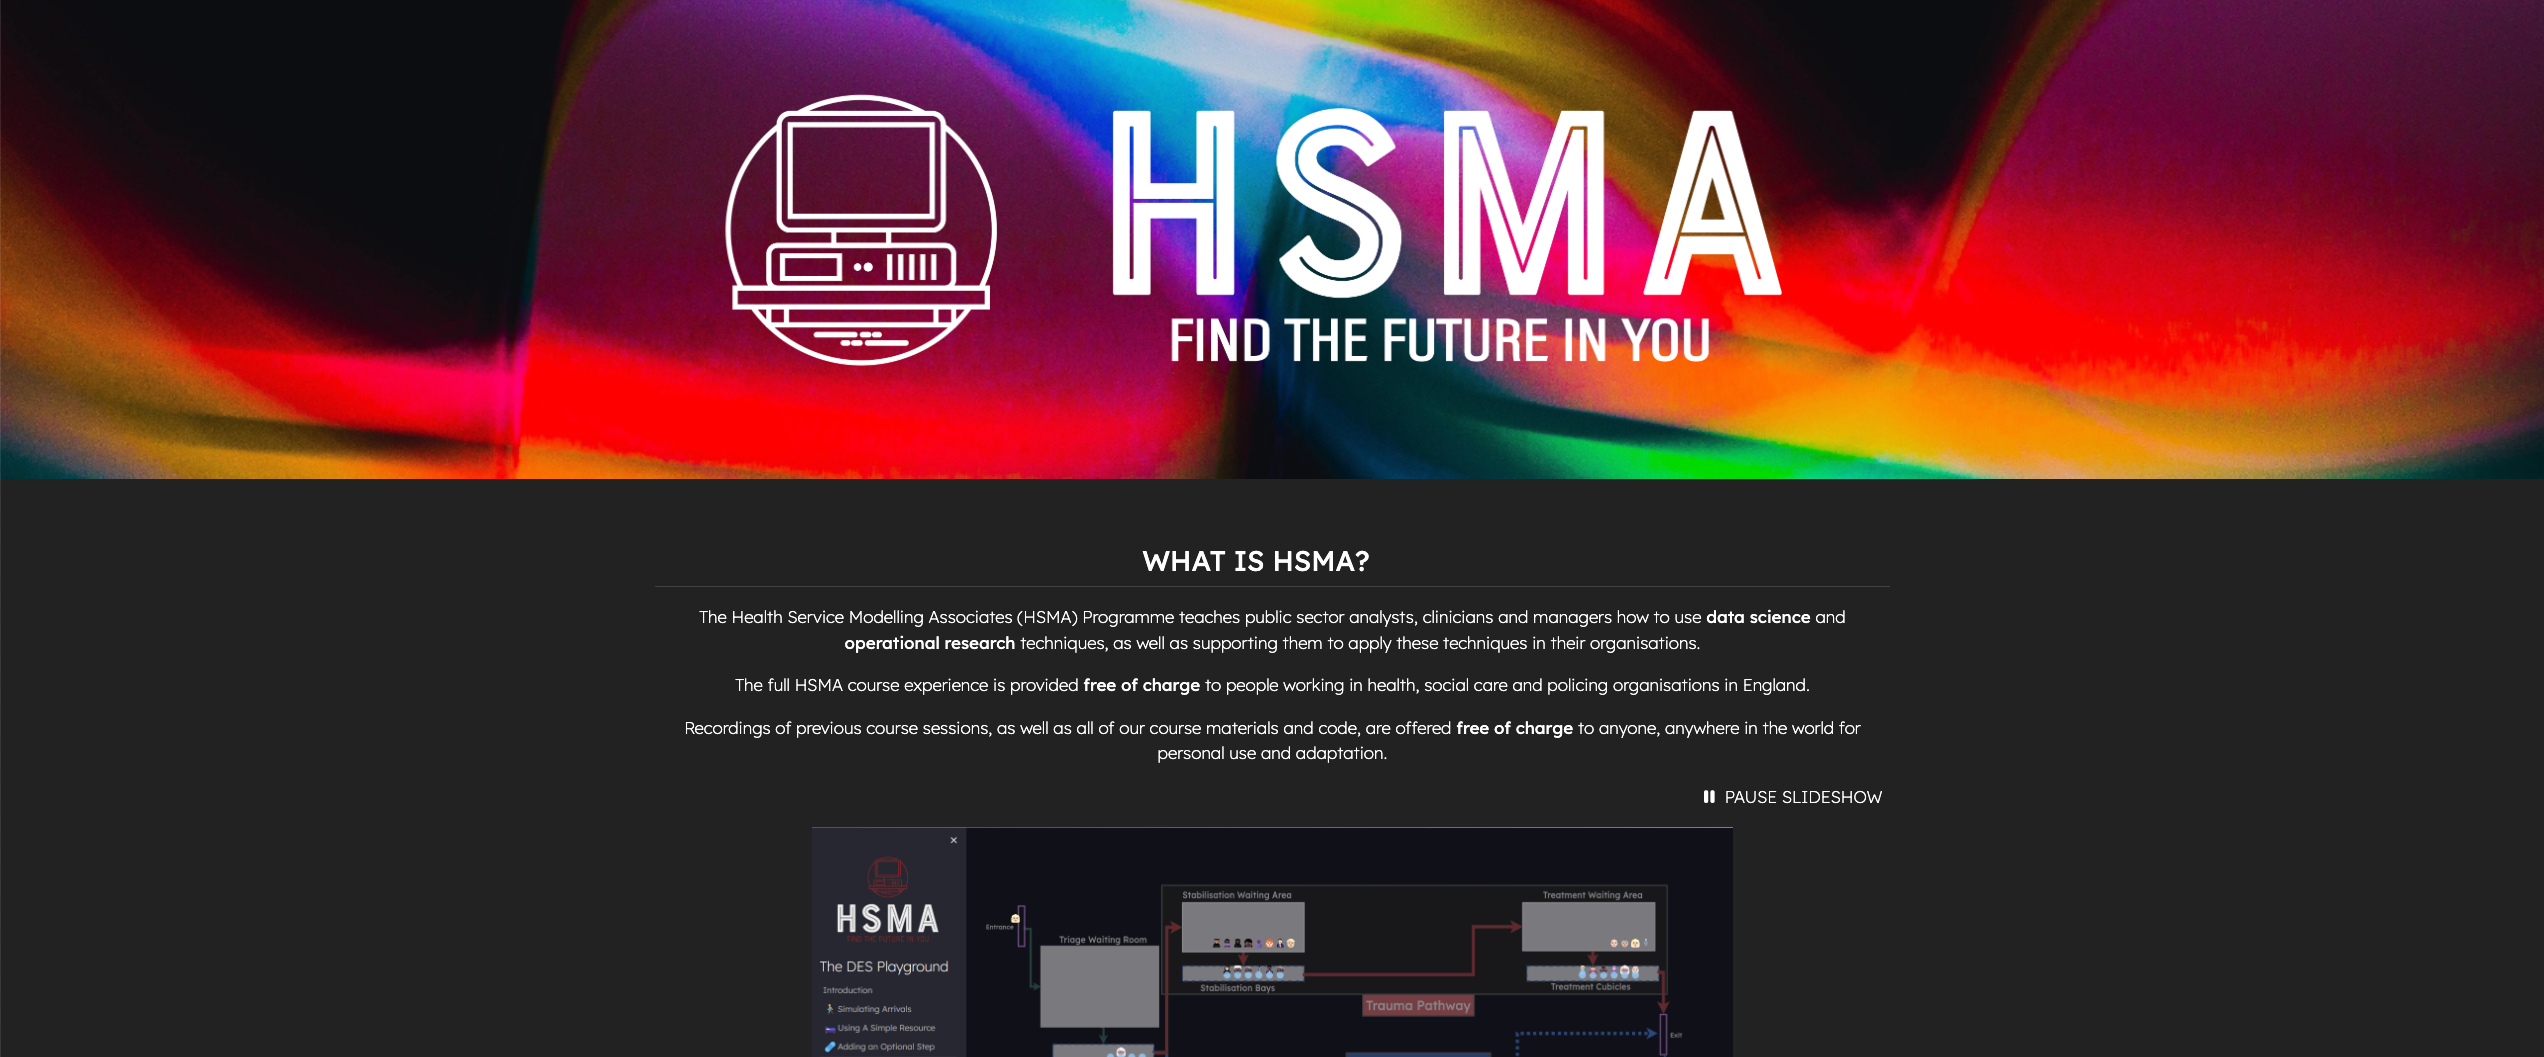 HSMA
FIND THE FUTURE IN YOU
WHAT IS HSMA?
The Health Service Modelling Associates (HSMA) Programme teaches public sector analysts, clinicians and managers how to use data science and
operational research techniques, as well as supporting them to apply these techniques in their organisations.
The full HSMA course experience is provided free of charge to people working in health, social care and policing organisations in England.
Recordings of previous course sessions, as well as all of our course materials and code, are offered free of charge to anyone, anywhere in the world for
personal use and adaptation.
PAUSE SLIDESHOW
HSMA
FIND THE FUTURE IN YOU
The DES Playground
Introduction
Simulating Arrivals
Using A Simple Resource
Adding an Optional Step
Entrance
Triage Waiting Room
Stabilisation Waiting Area
Stabilisation Bays
Treatment Waiting Area
Treatment Cubicles
Trauma Pathway
Exit